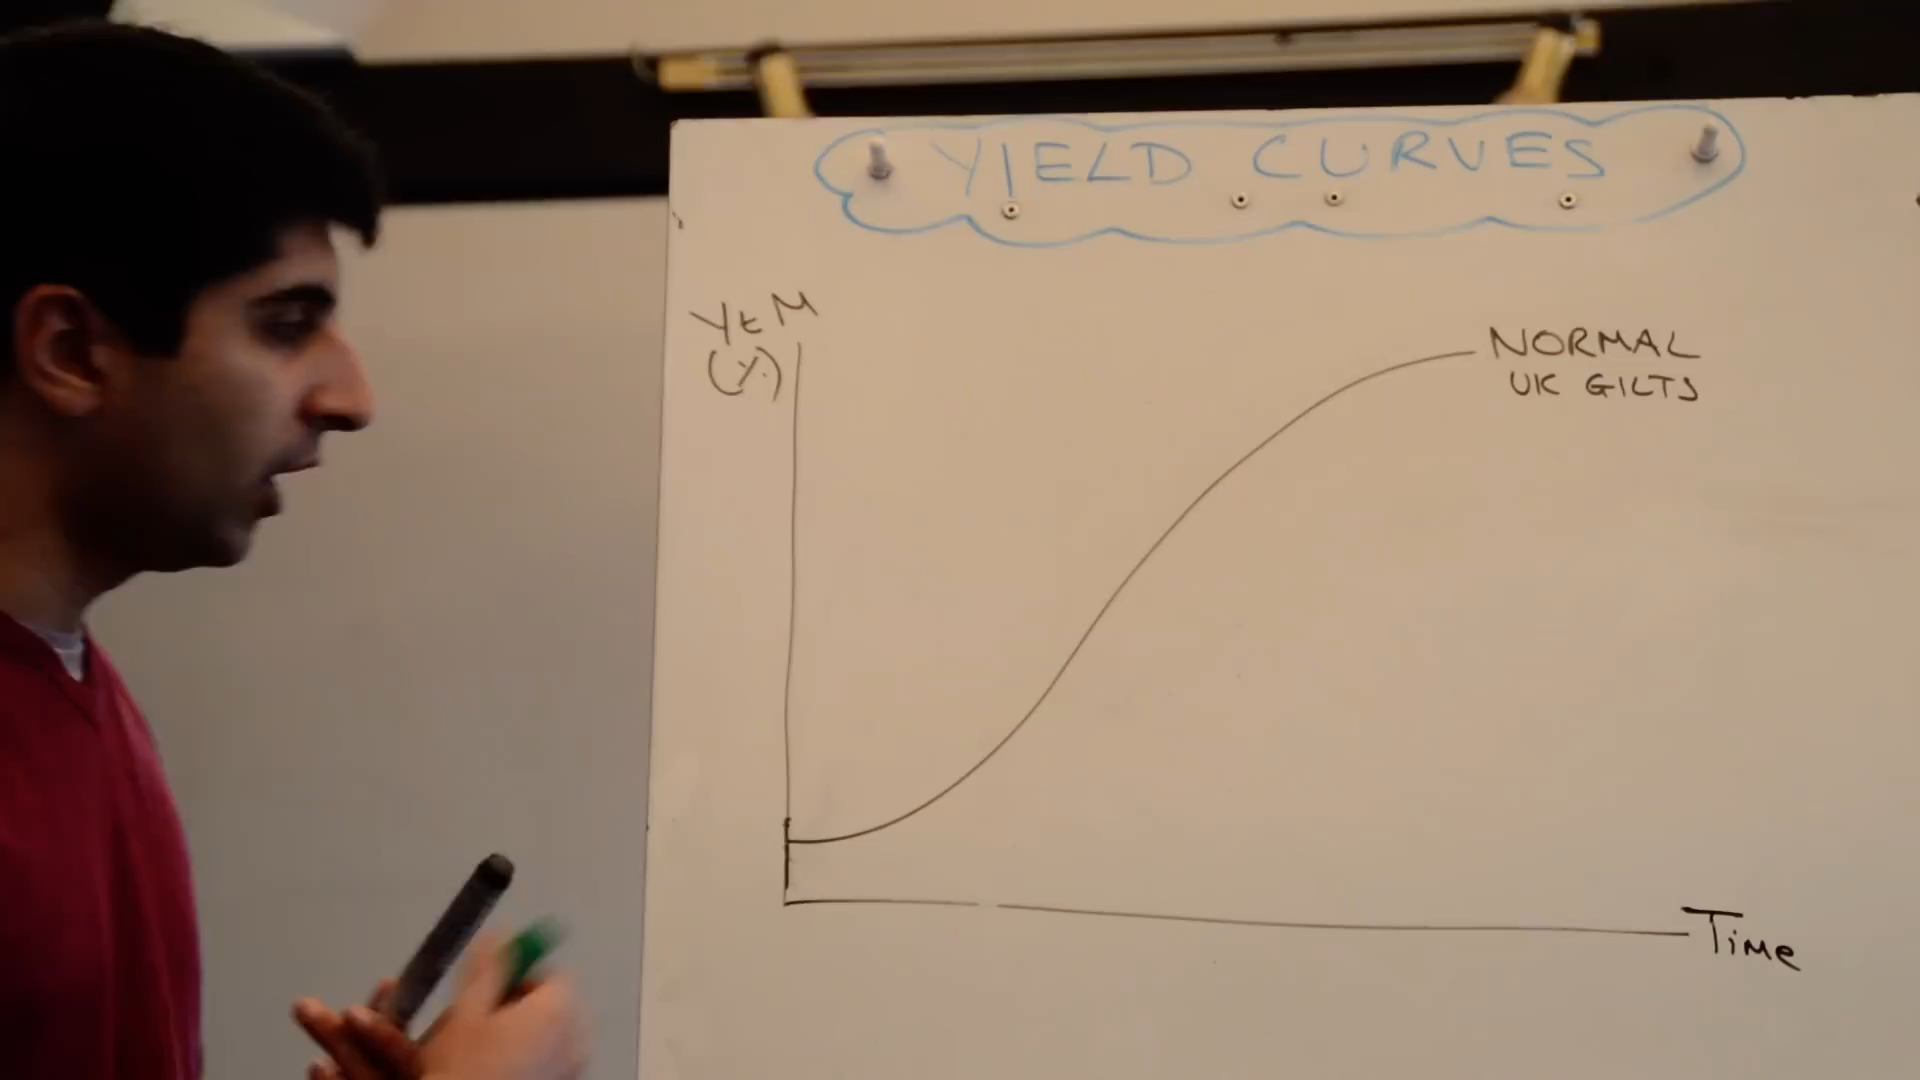 YIELD CURVES
YtM
(%)
NORMAL
UK GILTS
Time